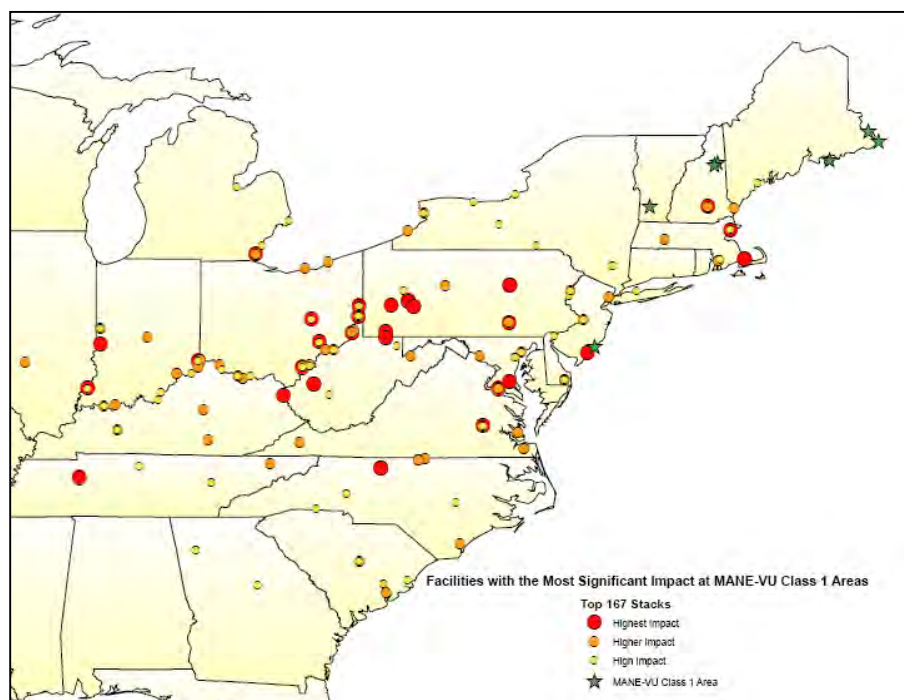 Facilities with the Most Significant Impact at MANE-VU Class 1 Areas
Top 167 Stacks
Highest Impact
Higher Impact
High Impact
MANE-VU Class 1 Area